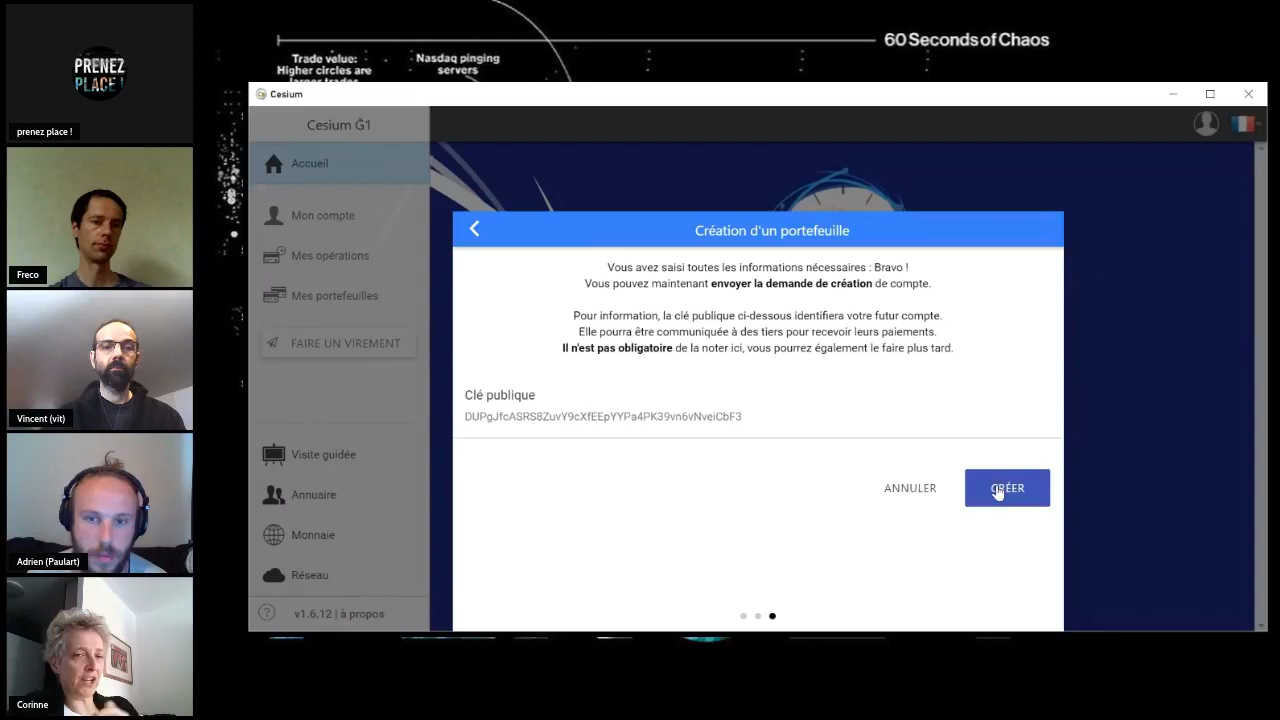 PRENEZ
PLACE !
prenez place !
Freco
Vincent (vit)
Adrien (Paulart)
Corinne
60 Seconds of Chaos
Trade value:
Higher circles are
Nasdaq pinging
servers
Cesium
Cesium Ğ1
Accueil
Mon compte
Mes opérations
Mes portefeuilles
FAIRE UN VIREMENT
Visite guidée
Annuaire
Monnaie
Réseau
v1.6.12 | à propos
Création d'un portefeuille
Vous avez saisi toutes les informations nécessaires : Bravo !
Vous pouvez maintenant envoyer la demande de création de compte.
Pour information, la clé publique ci-dessous identifiera votre futur compte.
Elle pourra être communiquée à des tiers pour recevoir leurs paiements.
Il n'est pas obligatoire de la noter ici, vous pourrez également le faire plus tard.
Clé publique
DUPgJfcASRS8ZuvY9cXfEEpYYPa4PK39vn6vNveiCbF3
ANNULER
CRÉER